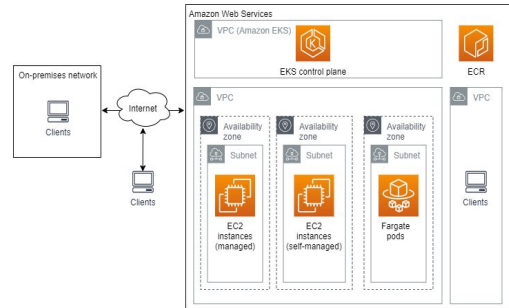 Amazon Web Services
VPC (Amazon EKS)
EKS control plane
ECR
On-premises network
Clients
Internet
Clients
VPC
Availability
zone
Subnet
EC2
instances
(managed)
Availability
zone
Subnet
EC2
instances
(self-managed)
Availability
zone
Subnet
Fargate
pods
VPC
Clients